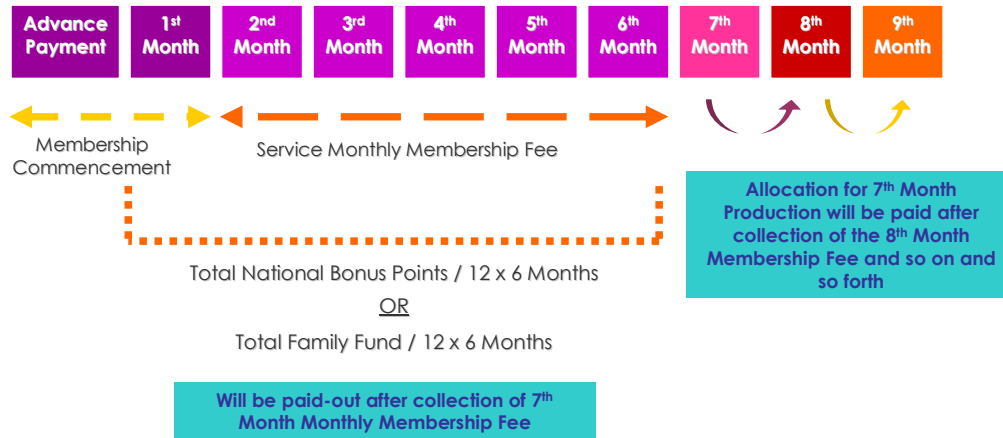 Advance
Payment
1st
Month
2nd
Month
3rd
Month
4th
Month
5th
Month
6th
Month
7th
Month
8th
Month
9th
Month
Membership
Commencement
Service Monthly Membership Fee
Allocation for 7th Month
Production will be paid after
collection of the 8th Month
Membership Fee and so on and
so forth
Total National Bonus Points / 12 x 6 Months
OR
Total Family Fund / 12 x 6 Months
Will be paid-out after collection of 7th
Month Monthly Membership Fee